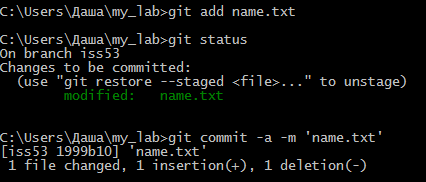 C:\Users\Даша\my_lab>git add name.txt
C:\Users\Даша\my_lab>git status
On branch iss53
Changes to be committed:
  (use "git restore --staged <file>..." to unstage)
        modified:   name.txt
C:\Users\Даша\my_lab>git commit -a -m 'name.txt'
[iss53 1999b10] 'name.txt'
 1 file changed, 1 insertion(+), 1 deletion(-)